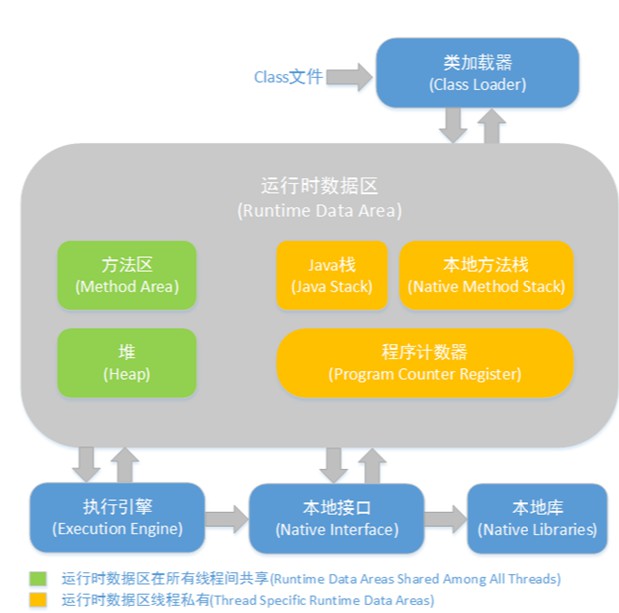 类加载器
(Class Loader)
Class文件
运行时数据区
(Runtime Data Area)
方法区
(Method Area)
Java栈
(Java Stack)
本地方法栈
(Native Method Stack)
堆
(Heap)
程序计数器
(Program Counter Register)
执行引擎
(Execution Engine)
本地接口
(Native Interface)
本地库
(Native Libraries)
运行时数据区在所有线程间共享(Runtime Data Areas Shared Among All Threads)
运行时数据区线程私有(Thread Specific Runtime Data Areas)